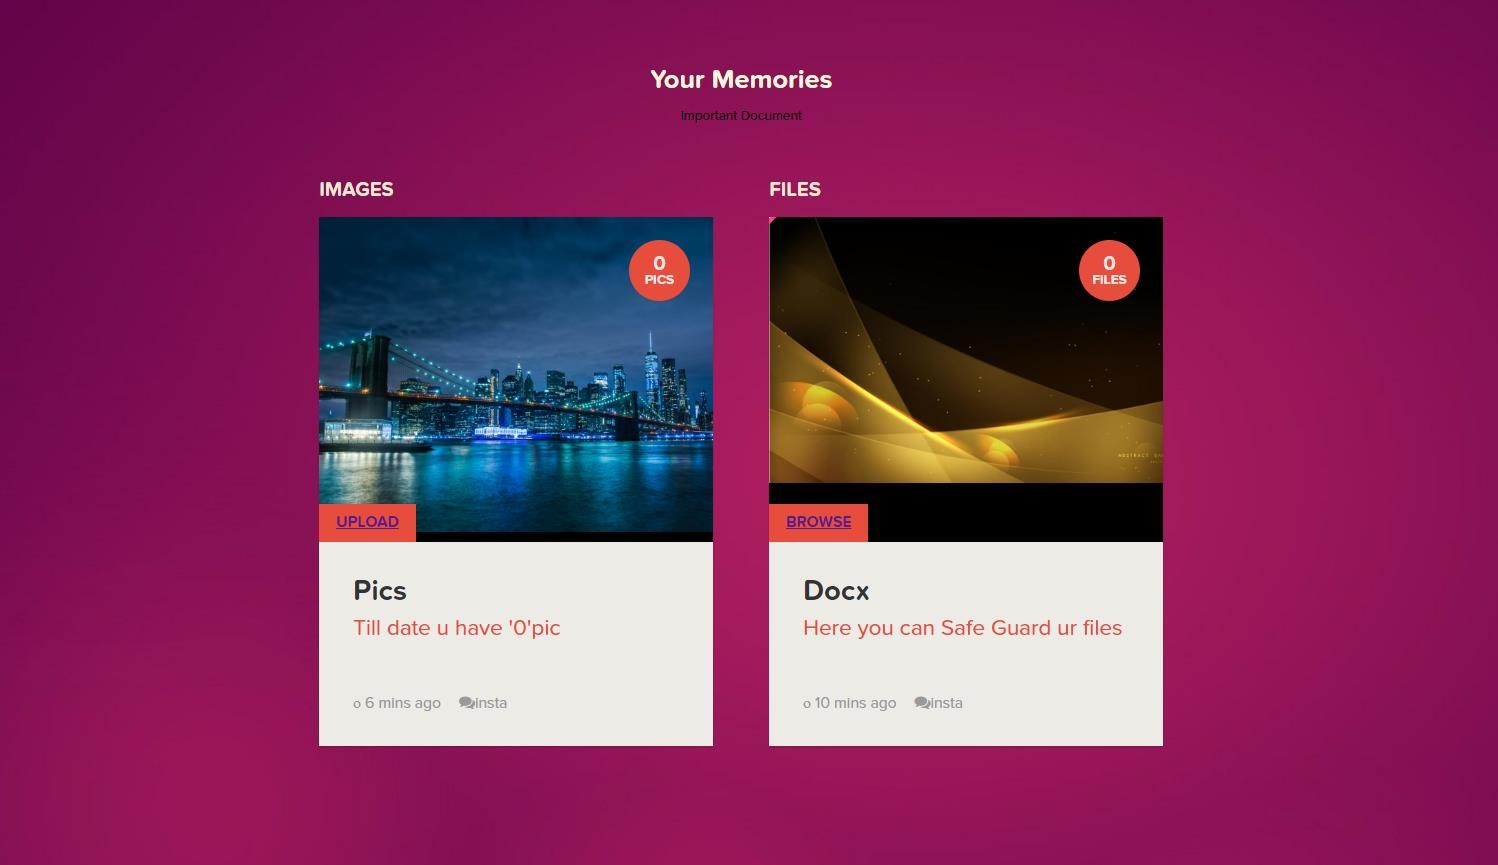 Your Memories
Important Document
IMAGES
FILES
0
PICS
UPLOAD
Pics
Till date u have '0'pic
6 mins ago insta
0
FILES
ABSTRACT
BROWSE
Docx
Here you can Safe Guard ur files
10 mins ago insta